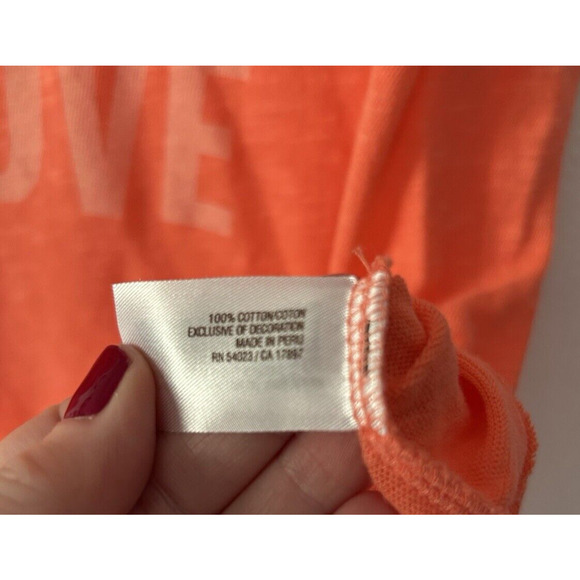 OVE
100% COTTON/COTON
EXCLUSIVE OF DECORATION
MADE IN PERU
RN 54023 / CA 17897